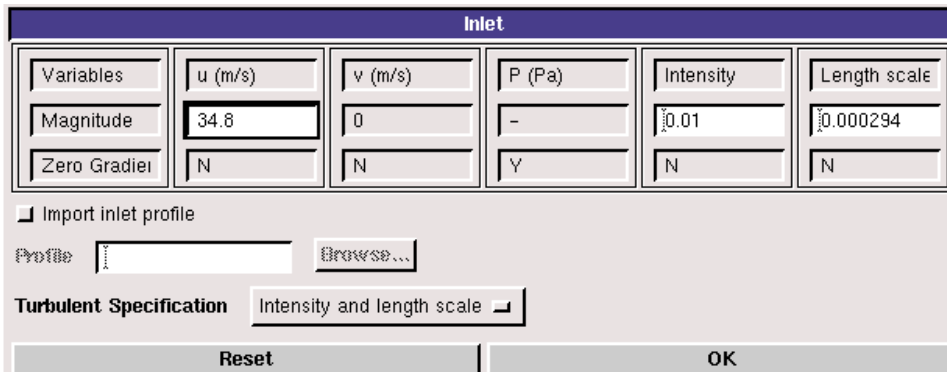 Inlet
Variables u (m/s) v (m/s) P (Pa) Intensity Length scale
Magnitude 34.8 0 - 0.01 0.000294
Zero Gradier N N Y N N
Import inlet profile
Profile Browse...
Turbulent Specification Intensity and length scale
Reset OK